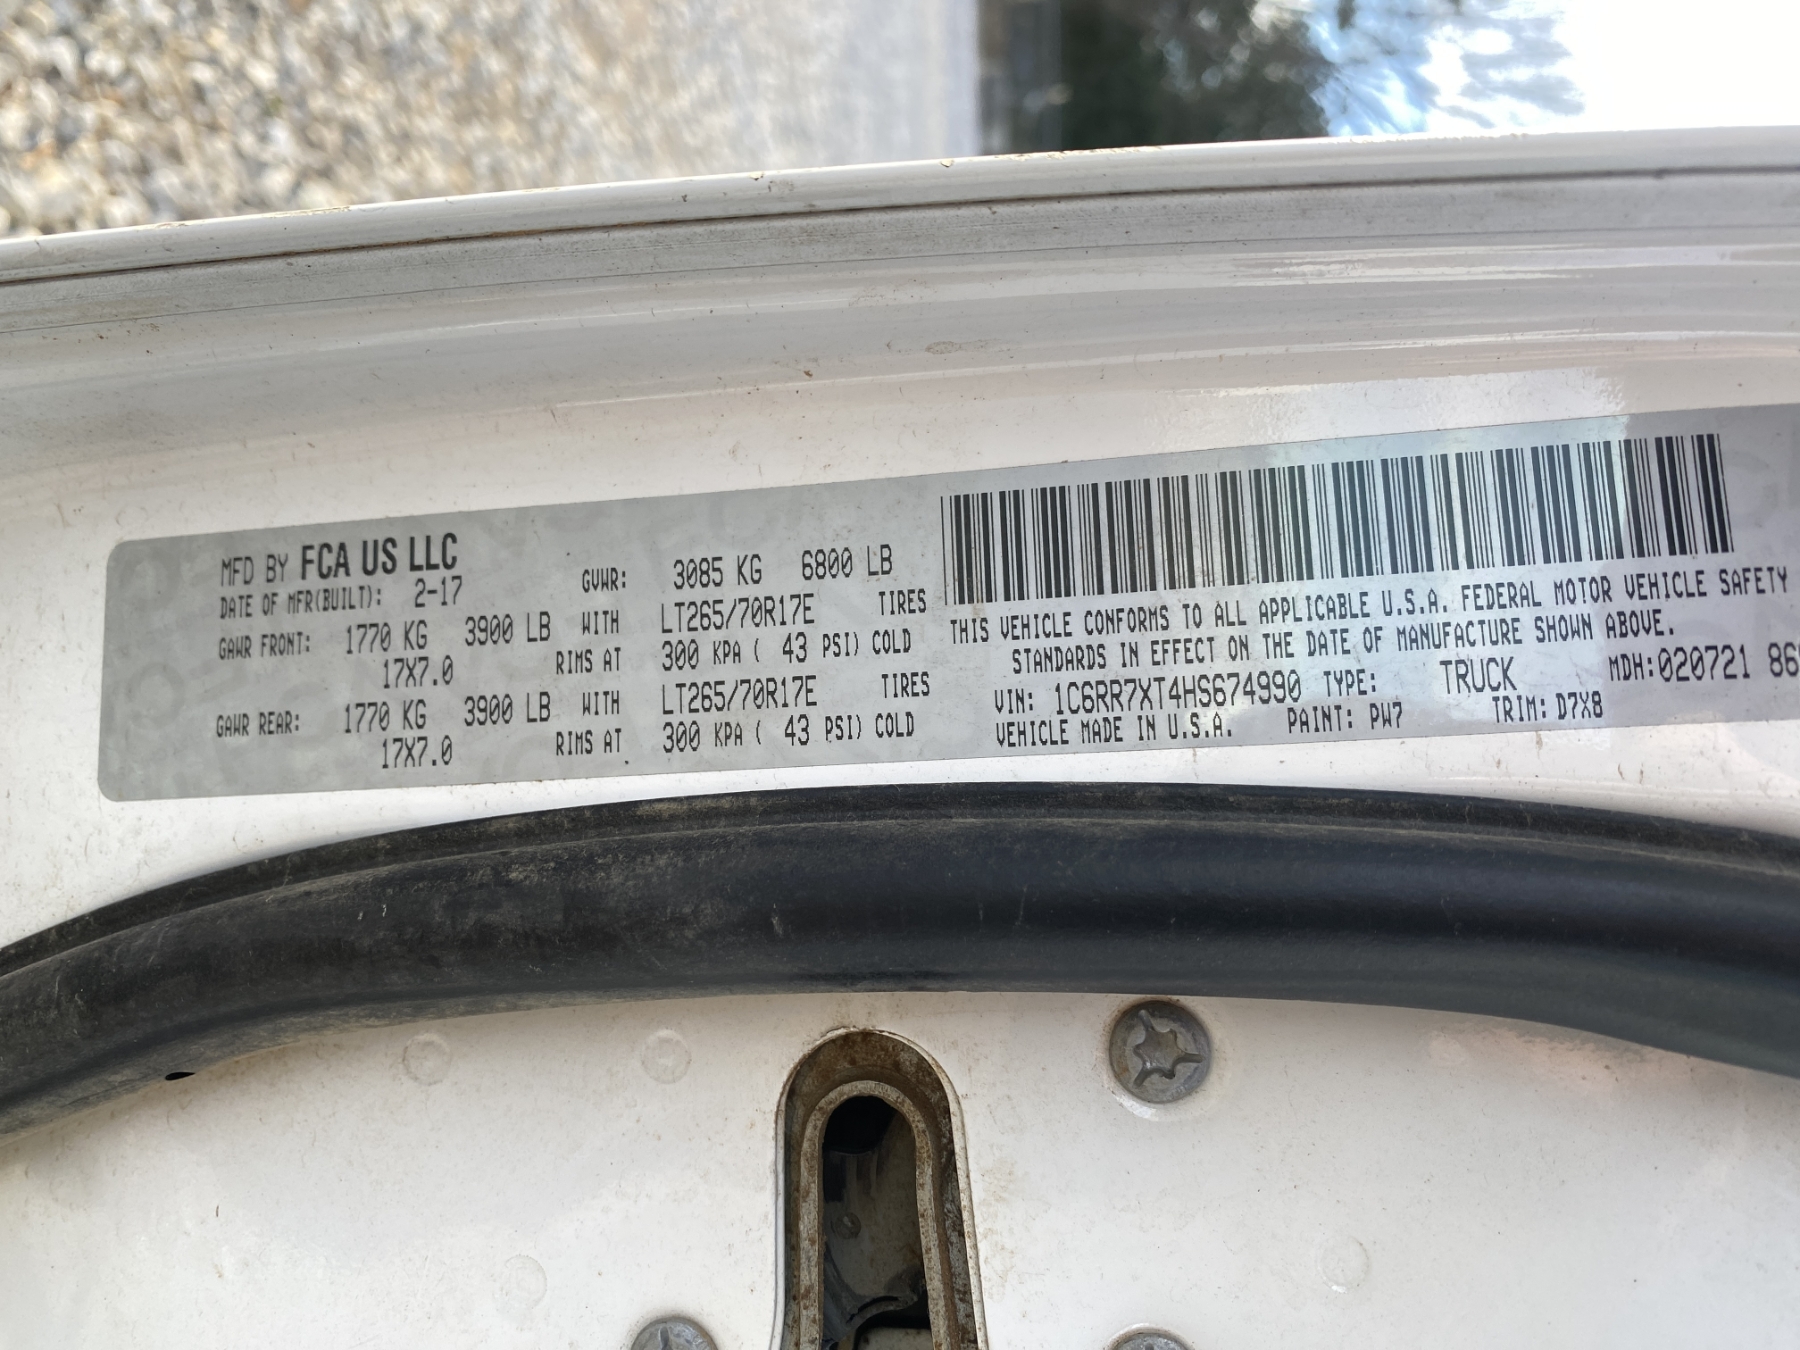 MFD BY FCA US LLC
DATE OF MFR(BUILT): 2-17
GVWR: 3085 KG 6800 LB
GAWR FRONT: 1770 KG 3900 LB WITH LT265/70R17E TIRES
17X7.0 RIMS AT 300 KPA ( 43 PSI) COLD
GAWR REAR: 1770 KG 3900 LB WITH LT265/70R17E TIRES
17X7.0 RIMS AT 300 KPA ( 43 PSI) COLD
THIS VEHICLE CONFORMS TO ALL APPLICABLE U.S.A. FEDERAL MOTOR VEHICLE SAFETY
STANDARDS IN EFFECT ON THE DATE OF MANUFACTURE SHOWN ABOVE.
VIN: 1C6RR7XT4HS674990 TYPE: TRUCK MDH:020721
VEHICLE MADE IN U.S.A. PAINT: PW7 TRIM: D7X8